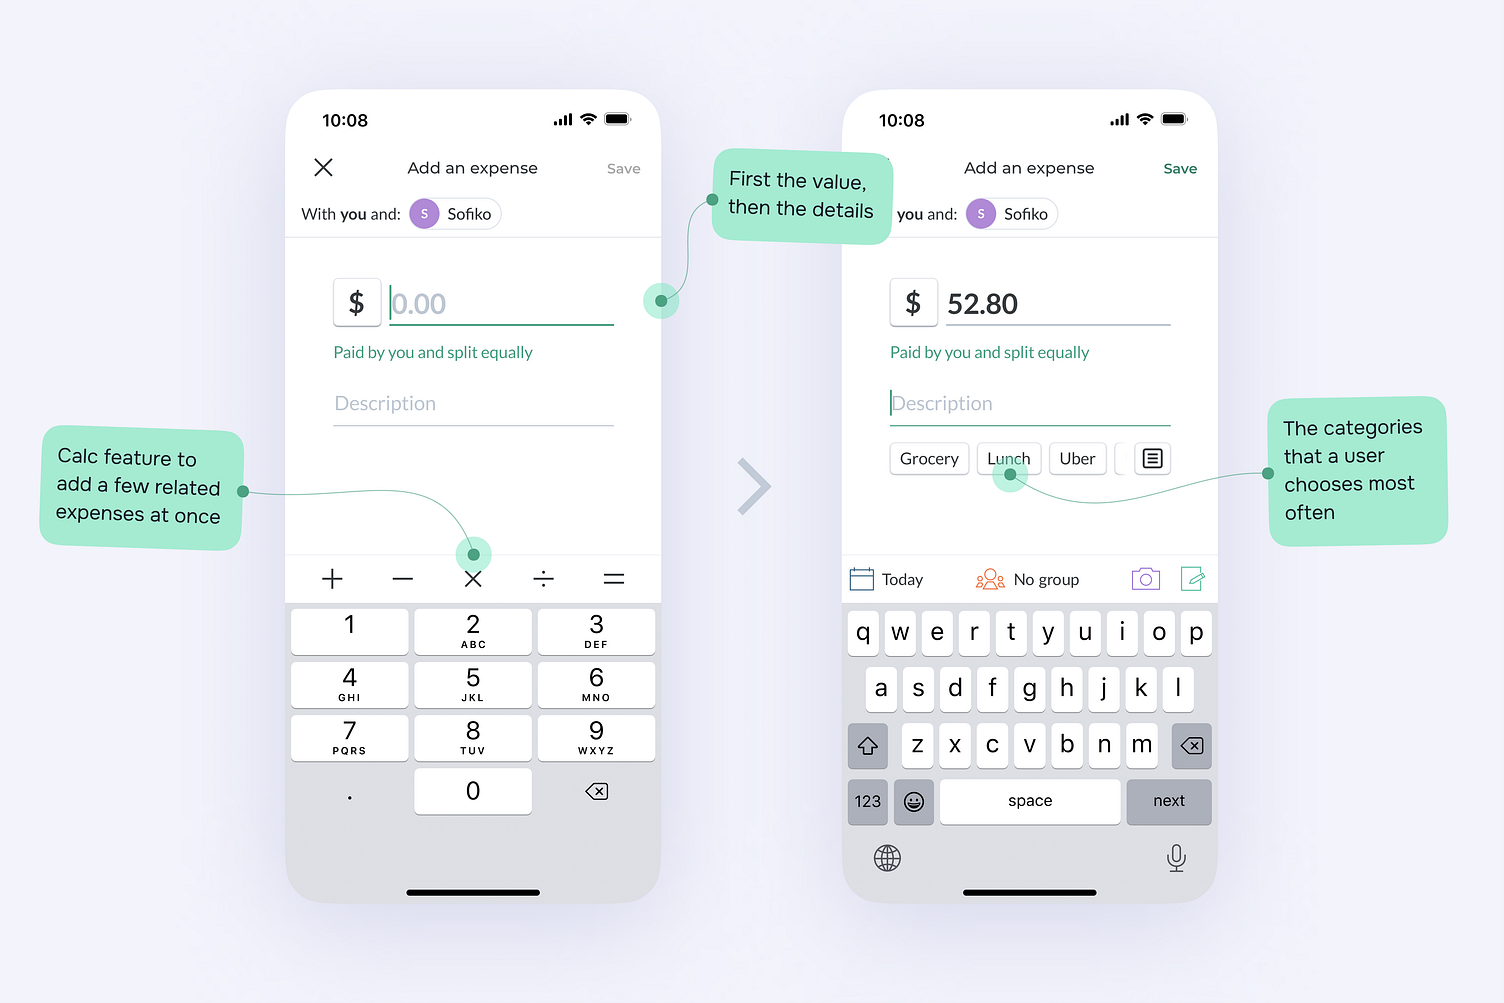 10:08
Add an expense
Save
With you and:
S
Sofiko
$
0.00
Paid by you and split equally
Description
+ − × ÷ =
1
2
ABC
3
DEF
4
GHI
5
JKL
6
MNO
7
PQRS
8
TUV
9
WXYZ
.
0
Calc feature to
add a few related
expenses at once
First the value,
then the details
10:08
Add an expense
Save
you and:
S
Sofiko
$
52.80
Paid by you and split equally
Description
Grocery
Lunch
Uber
Today
No group
q w e r t y u i o p
a s d f g h j k l
z x c v b n m
123
space
next
The categories
that a user
chooses most
often